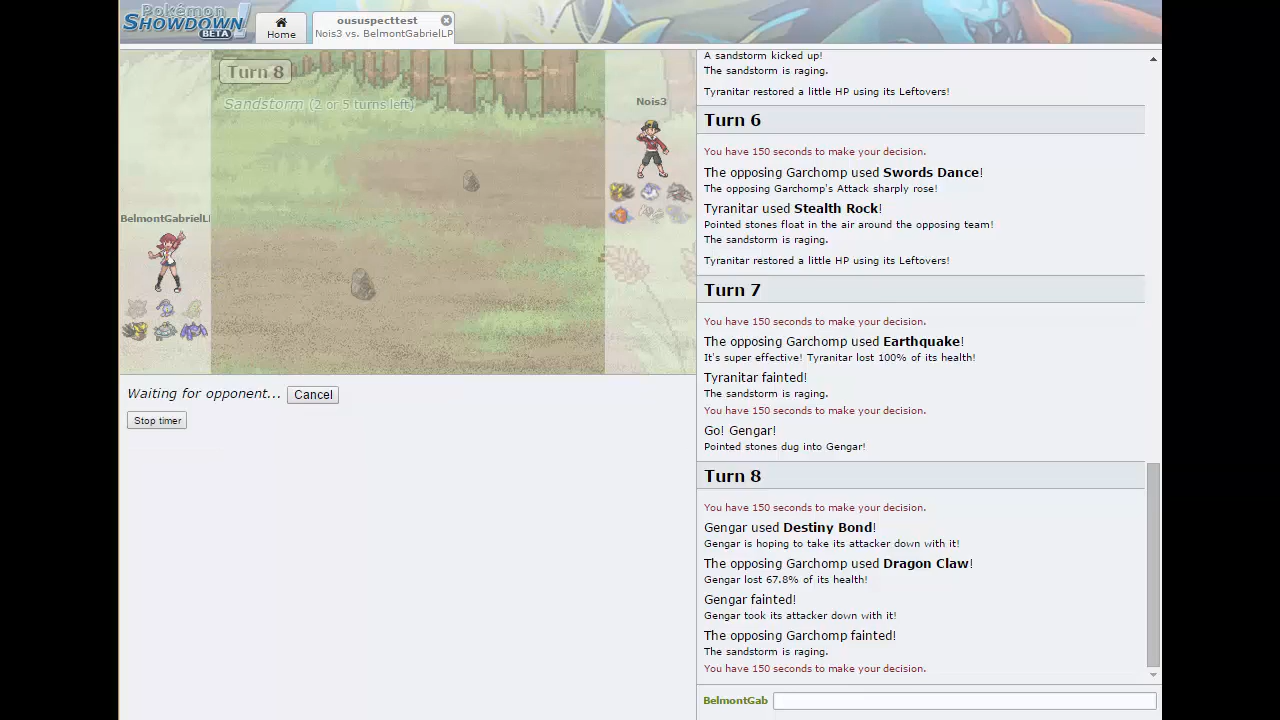 Pokémon
SHOWDOWN!
BETA
Home
oususpecttest
Nois3 vs. BelmontGabrielLP
Turn 8
Sandstorm (2 or 5 turns left)
Nois3
BelmontGabrielLI
Waiting for opponent... Cancel
Stop timer
A sandstorm kicked up!
The sandstorm is raging.
Tyranitar restored a little HP using its Leftovers!
Turn 6
You have 150 seconds to make your decision.
The opposing Garchomp used Swords Dance!
The opposing Garchomp's Attack sharply rose!
Tyranitar used Stealth Rock!
Pointed stones float in the air around the opposing team!
The sandstorm is raging.
Tyranitar restored a little HP using its Leftovers!
Turn 7
You have 150 seconds to make your decision.
The opposing Garchomp used Earthquake!
It's super effective! Tyranitar lost 100% of its health!
Tyranitar fainted!
The sandstorm is raging.
You have 150 seconds to make your decision.
Go! Gengar!
Pointed stones dug into Gengar!
Turn 8
You have 150 seconds to make your decision.
Gengar used Destiny Bond!
Gengar is hoping to take its attacker down with it!
The opposing Garchomp used Dragon Claw!
Gengar lost 67.8% of its health!
Gengar fainted!
Gengar took its attacker down with it!
The opposing Garchomp fainted!
The sandstorm is raging.
You have 150 seconds to make your decision.
BelmontGab